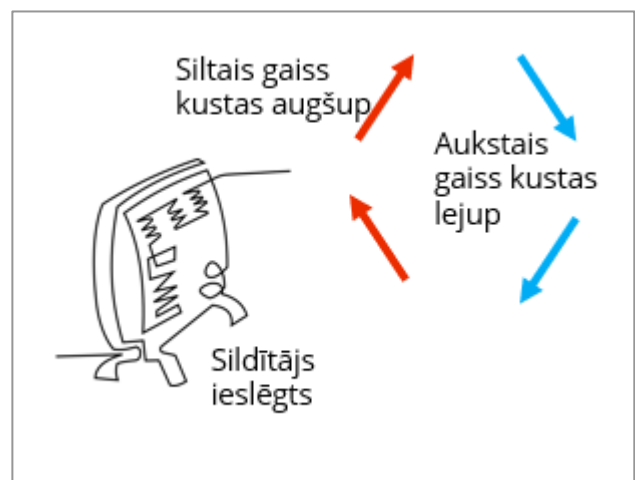 Siltais gaiss
kustas augšup
Aukstais
gaiss kustas
lejup
Sildītājs
ieslēgts